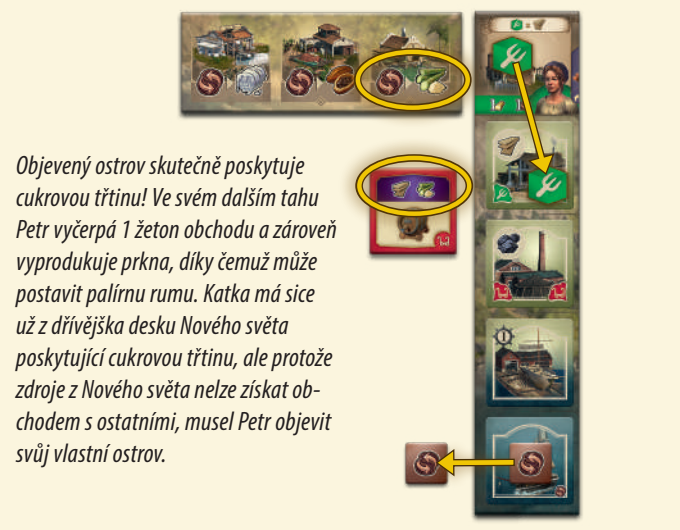 Objevený ostrov skutečně poskytuje
cukrovou třtinu! Ve svém dalším tahu
Petr vyčerpá 1 žeton obchodu a zároveň
vyprodukuje prkna, díky čemuž může
postavit palírnu rumu. Katka má sice
už z dřívějška desku Nového světa
poskytující cukrovou třtinu, ale protože
zdroje z Nového světa nelze získat ob-
chodem s ostatními, musel Petr objevit
svůj vlastní ostrov.